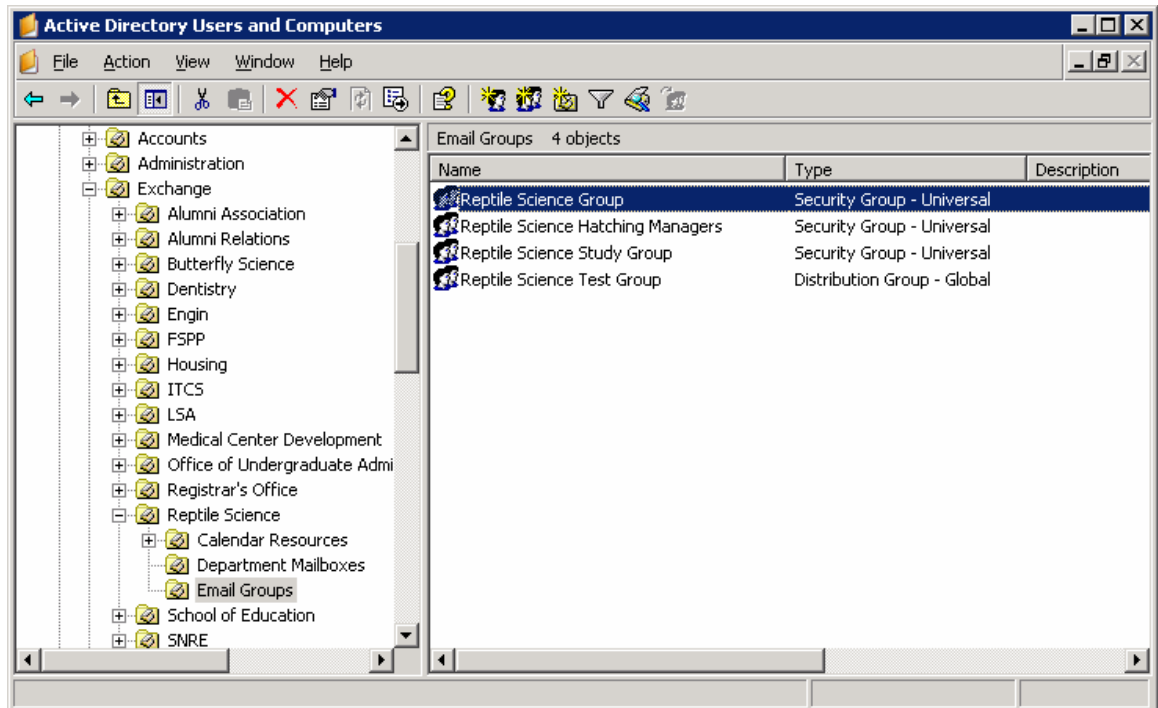 Active Directory Users and Computers
File Action View Window Help
Accounts
Administration
Exchange
Alumni Association
Alumni Relations
Butterfly Science
Dentistry
Engin
FSPP
Housing
ITCS
LSA
Medical Center Development
Office of Undergraduate Admi
Registrar's Office
Reptile Science
Calendar Resources
Department Mailboxes
Email Groups
School of Education
SNRE
Email Groups 4 objects
Name Type Description
Reptile Science Group Security Group - Universal
Reptile Science Hatching Managers Security Group - Universal
Reptile Science Study Group Security Group - Universal
Reptile Science Test Group Distribution Group - Global